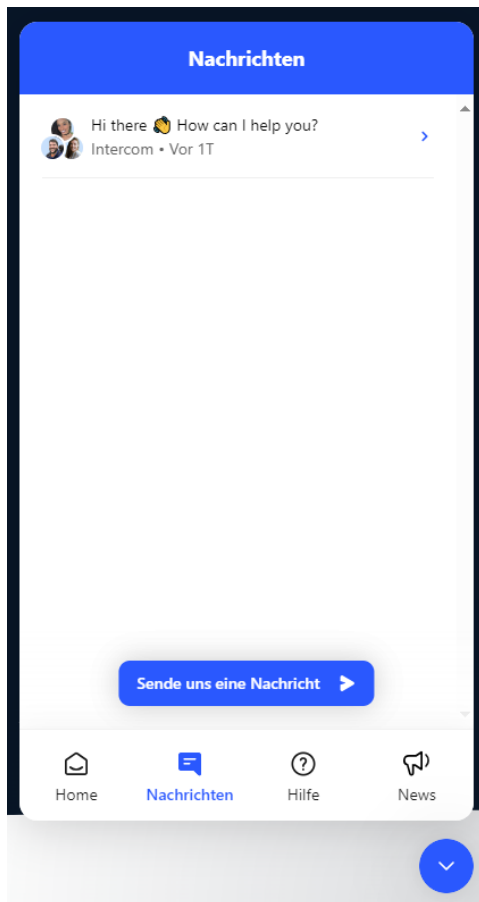 Nachrichten
Hi there 👋 How can I help you?
Intercom • Vor 1T
Sende uns eine Nachricht
Home
Nachrichten
Hilfe
News